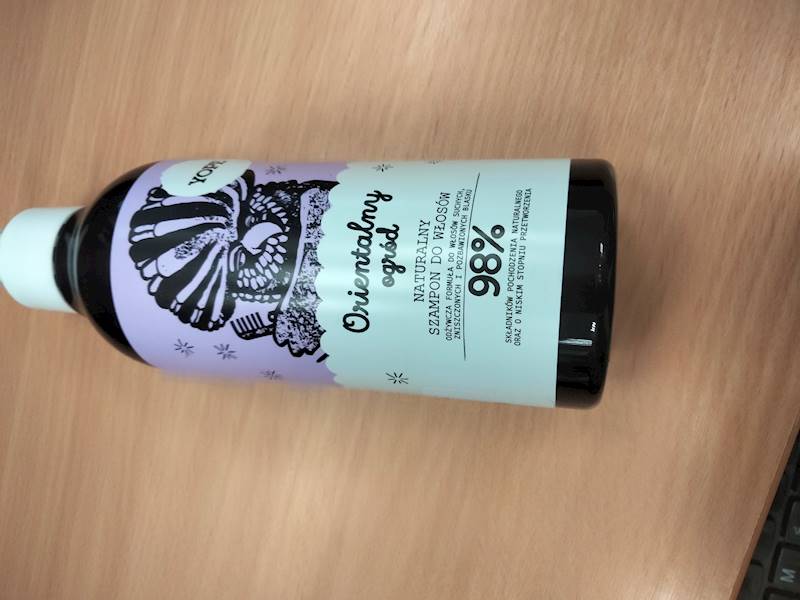 YOPE
Orientalny
ogród
NATURALNY
SZAMPON DO WŁOSÓW
ODŻYWCZA FORMUŁA DO WŁOSÓW SUCHYCH,
ZNISZCZONYCH I POZBAWIONYCH BLASKU
98%
SKŁADNIKÓW POCHODZENIA NATURALNEGO
ORAZ O NISKIM STOPNIU PRZETWORZENIA
M